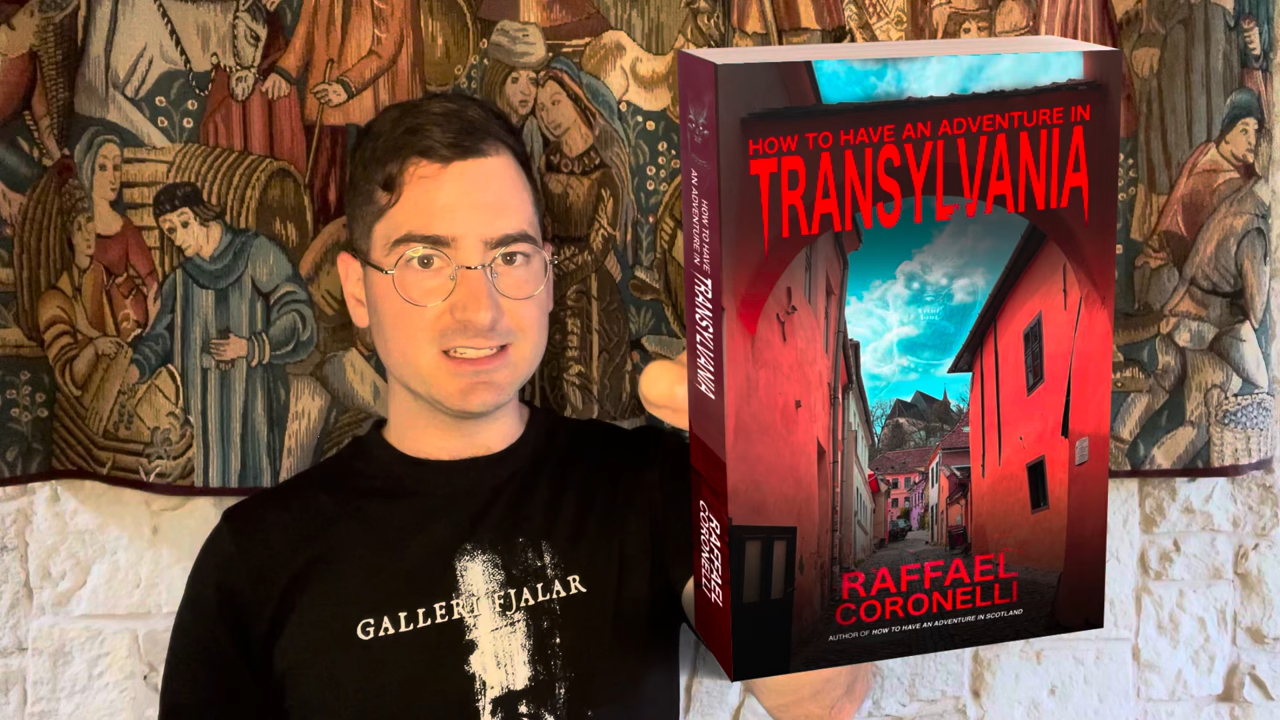 HOW TO HAVE AN ADVENTURE IN
TRANSYLVANIA
RAFFAEL
CORONELLI
AUTHOR OF HOW TO HAVE AN ADVENTURE IN SCOTLAND
HOW TO HAVE
AN ADVENTURE IN
TRANSYLVANIA
RAFFAEL
CORONELLI
GALLERI FJALAR